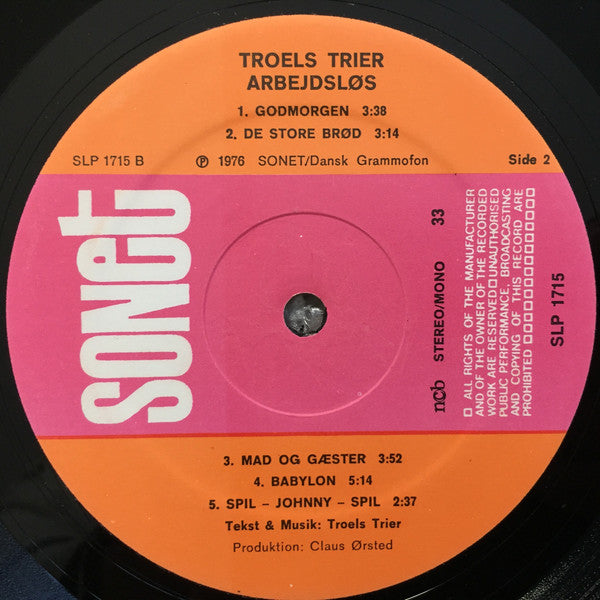 TROELS TRIER
ARBEJDSLØS
1. GODMORGEN 3:38
2. DE STORE BRØD 3:14
SLP 1715 B ℗ 1976 SONET/Dansk Grammofon Side 2
sonet
ncb STEREO/MONO 33
□ ALL RIGHTS OF THE MANUFACTURER
AND OF THE OWNER OF THE RECORDED
WORK ARE RESERVED □ UNAUTHORISED
PUBLIC PERFORMANCE, BROADCASTING
AND COPYING OF THIS RECORD ARE
PROHIBITED □□□□□□□□□□□□□
SLP 1715
3. MAD OG GÆSTER 3:52
4. BABYLON 5:14
5. SPIL – JOHNNY – SPIL 2:37
Tekst & Musik: Troels Trier
Produktion: Claus Ørsted